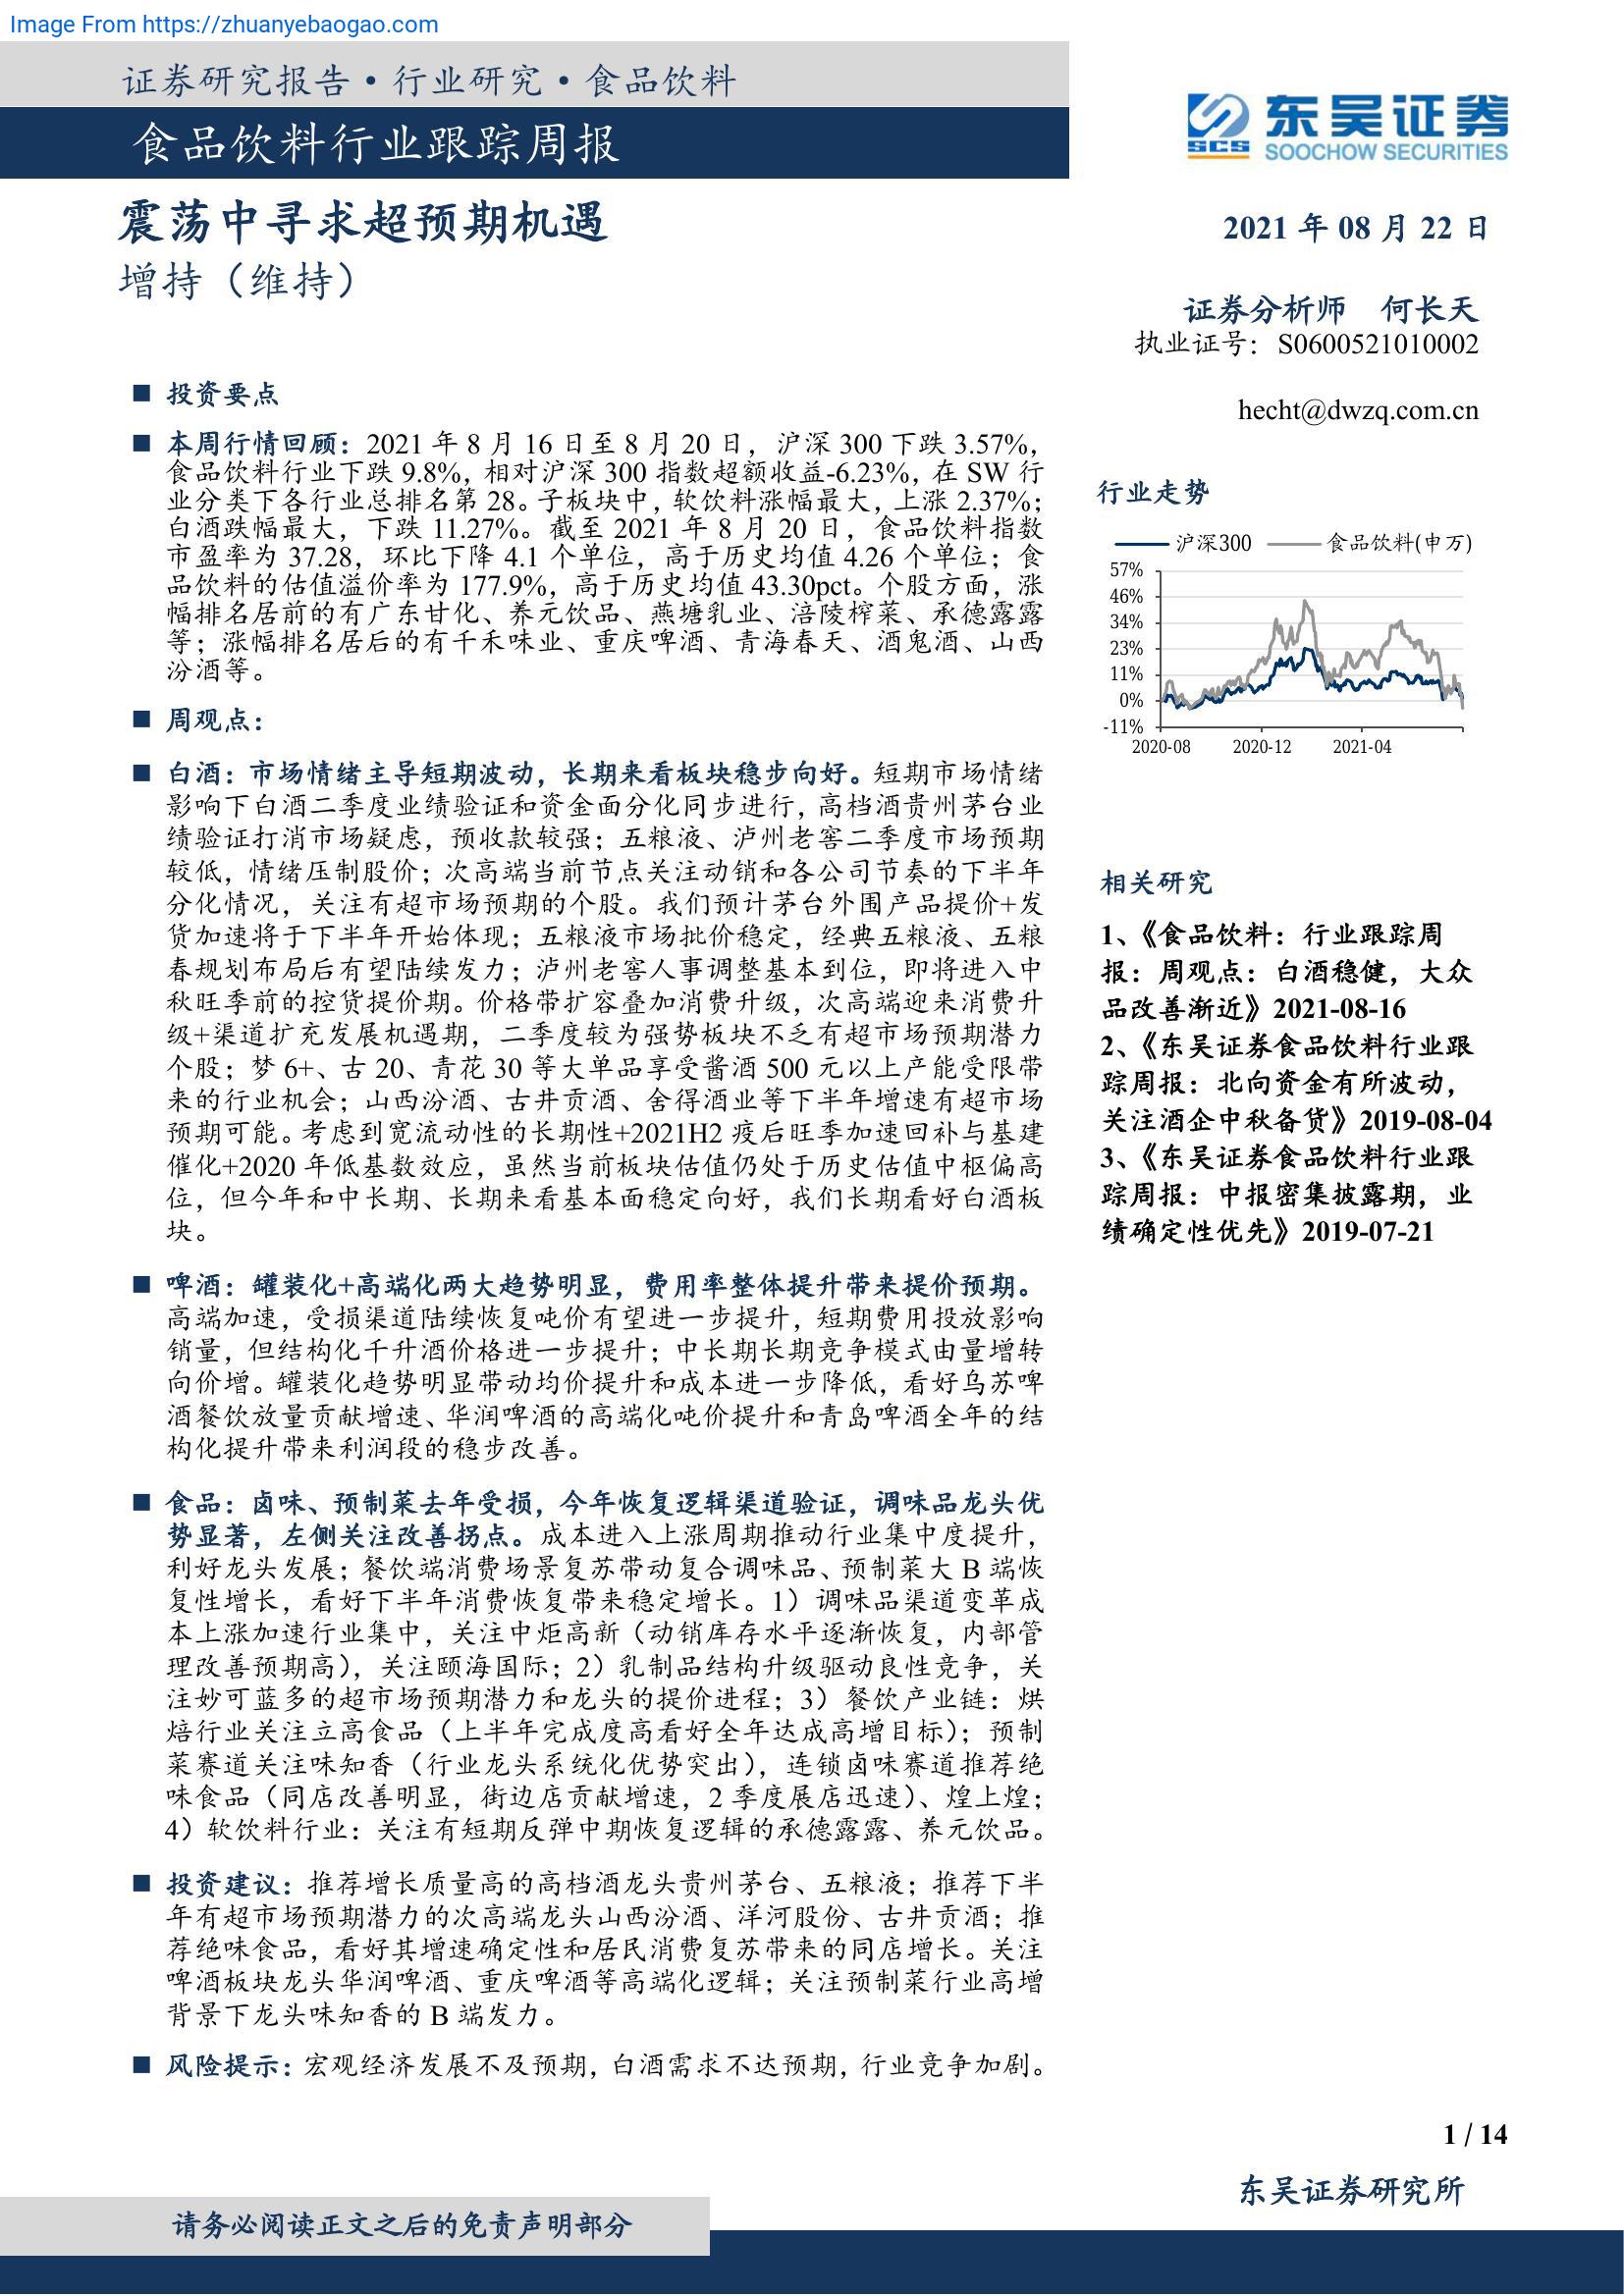 Image From https://zhuanyebaogao.com
证券研究报告·行业研究·食品饮料
食品饮料行业跟踪周报
震荡中寻求超预期机遇
增持（维持）
■ 投资要点
■ 本周行情回顾：2021 年 8 月 16 日至 8 月 20 日，沪深 300 下跌 3.57%，
食品饮料行业下跌 9.8%，相对沪深 300 指数超额收益-6.23%，在 SW 行
业分类下各行业总排名第 28。子板块中，软饮料涨幅最大，上涨 2.37%；
白酒跌幅最大，下跌 11.27%。截至 2021 年 8 月 20 日，食品饮料指数
市盈率为 37.28，环比下降 4.1 个单位，高于历史均值 4.26 个单位；食
品饮料的估值溢价率为 177.9%，高于历史均值 43.30pct。个股方面，涨
幅排名居前的有广东甘化、养元饮品、燕塘乳业、涪陵榨菜、承德露露
等；涨幅排名居后的有千禾味业、重庆啤酒、青海春天、酒鬼酒、山西
汾酒等。
■ 周观点：
■ 白酒：市场情绪主导短期波动，长期来看板块稳步向好。短期市场情绪
影响下白酒二季度业绩验证和资金面分化同步进行，高档酒贵州茅台业
绩验证打消市场疑虑，预收款较强；五粮液、泸州老窖二季度市场预期
较低，情绪压制股价；次高端当前节点关注动销和各公司节奏的下半年
分化情况，关注有超市场预期的个股。我们预计茅台外围产品提价+发
货加速将于下半年开始体现；五粮液市场批价稳定，经典五粮液、五粮
春规划布局后有望陆续发力；泸州老窖人事调整基本到位，即将进入中
秋旺季前的控货提价期。价格带扩容叠加消费升级，次高端迎来消费升
级+渠道扩充发展机遇期，二季度较为强势板块不乏有超市场预期潜力
个股；梦 6+、古 20、青花 30 等大单品享受酱酒 500 元以上产能受限带
来的行业机会；山西汾酒、古井贡酒、舍得酒业等下半年增速有超市场
预期可能。考虑到宽流动性的长期性+2021H2 疫后旺季加速回补与基建
催化+2020 年低基数效应，虽然当前板块估值仍处于历史估值中枢偏高
位，但今年和中长期、长期来看基本面稳定向好，我们长期看好白酒板
块。
■ 啤酒：罐装化+高端化两大趋势明显，费用率整体提升带来提价预期。
高端加速，受损渠道陆续恢复吨价有望进一步提升，短期费用投放影响
销量，但结构化千升酒价格进一步提升；中长期长期竞争模式由量增转
向价增。罐装化趋势明显带动均价提升和成本进一步降低，看好乌苏啤
酒餐饮放量贡献增速、华润啤酒的高端化吨价提升和青岛啤酒全年的结
构化提升带来利润段的稳步改善。
■ 食品：卤味、预制菜去年受损，今年恢复逻辑渠道验证，调味品龙头优
势显著，左侧关注改善拐点。成本进入上涨周期推动行业集中度提升，
利好龙头发展；餐饮端消费场景复苏带动复合调味品、预制菜大 B 端恢
复性增长，看好下半年消费恢复带来稳定增长。1）调味品渠道变革成
本上涨加速行业集中，关注中炬高新（动销库存水平逐渐恢复，内部管
理改善预期高），关注颐海国际；2）乳制品结构升级驱动良性竞争，关
注妙可蓝多的超市场预期潜力和龙头的提价进程；3）餐饮产业链：烘
焙行业关注立高食品（上半年完成度高看好全年达成高增目标）；预制
菜赛道关注味知香（行业龙头系统化优势突出），连锁卤味赛道推荐绝
味食品（同店改善明显，街边店贡献增速，2 季度展店迅速）、煌上煌；
4）软饮料行业：关注有短期反弹中期恢复逻辑的承德露露、养元饮品。
■ 投资建议：推荐增长质量高的高档酒龙头贵州茅台、五粮液；推荐下半
年有超市场预期潜力的次高端龙头山西汾酒、洋河股份、古井贡酒；推
荐绝味食品，看好其增速确定性和居民消费复苏带来的同店增长。关注
啤酒板块龙头华润啤酒、重庆啤酒等高端化逻辑；关注预制菜行业高增
背景下龙头味知香的 B 端发力。
■ 风险提示：宏观经济发展不及预期，白酒需求不达预期，行业竞争加剧。
东吴证券
SCS SOOCHOW SECURITIES
2021 年 08 月 22 日
证券分析师 何长天
执业证号：S0600521010002
hecht@dwzq.com.cn
行业走势
沪深300 食品饮料(申万)
57%
46%
34%
23%
11%
0%
-11%
2020-08 2020-12 2021-04
相关研究
1、《食品饮料：行业跟踪周
报：周观点：白酒稳健，大众
品改善渐近》2021-08-16
2、《东吴证券食品饮料行业跟
踪周报：北向资金有所波动，
关注酒企中秋备货》2019-08-04
3、《东吴证券食品饮料行业跟
踪周报：中报密集披露期，业
绩确定性优先》2019-07-21
1 / 14
东吴证券研究所
请务必阅读正文之后的免责声明部分